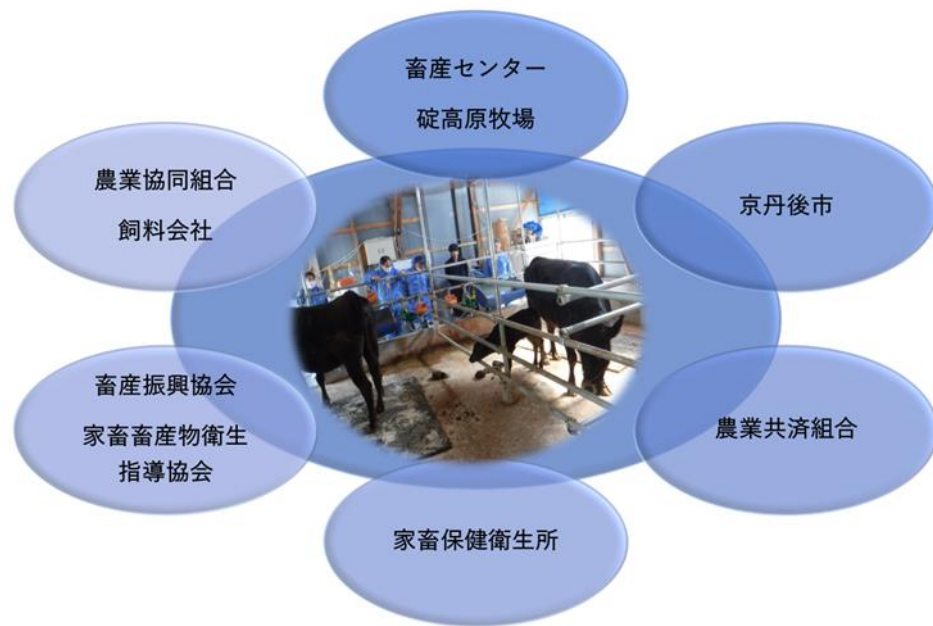 畜産センター
碇高原牧場
京丹後市
農業共済組合
家畜保健衛生所
畜産振興協会
家畜畜産物衛生
指導協会
農業協同組合
飼料会社